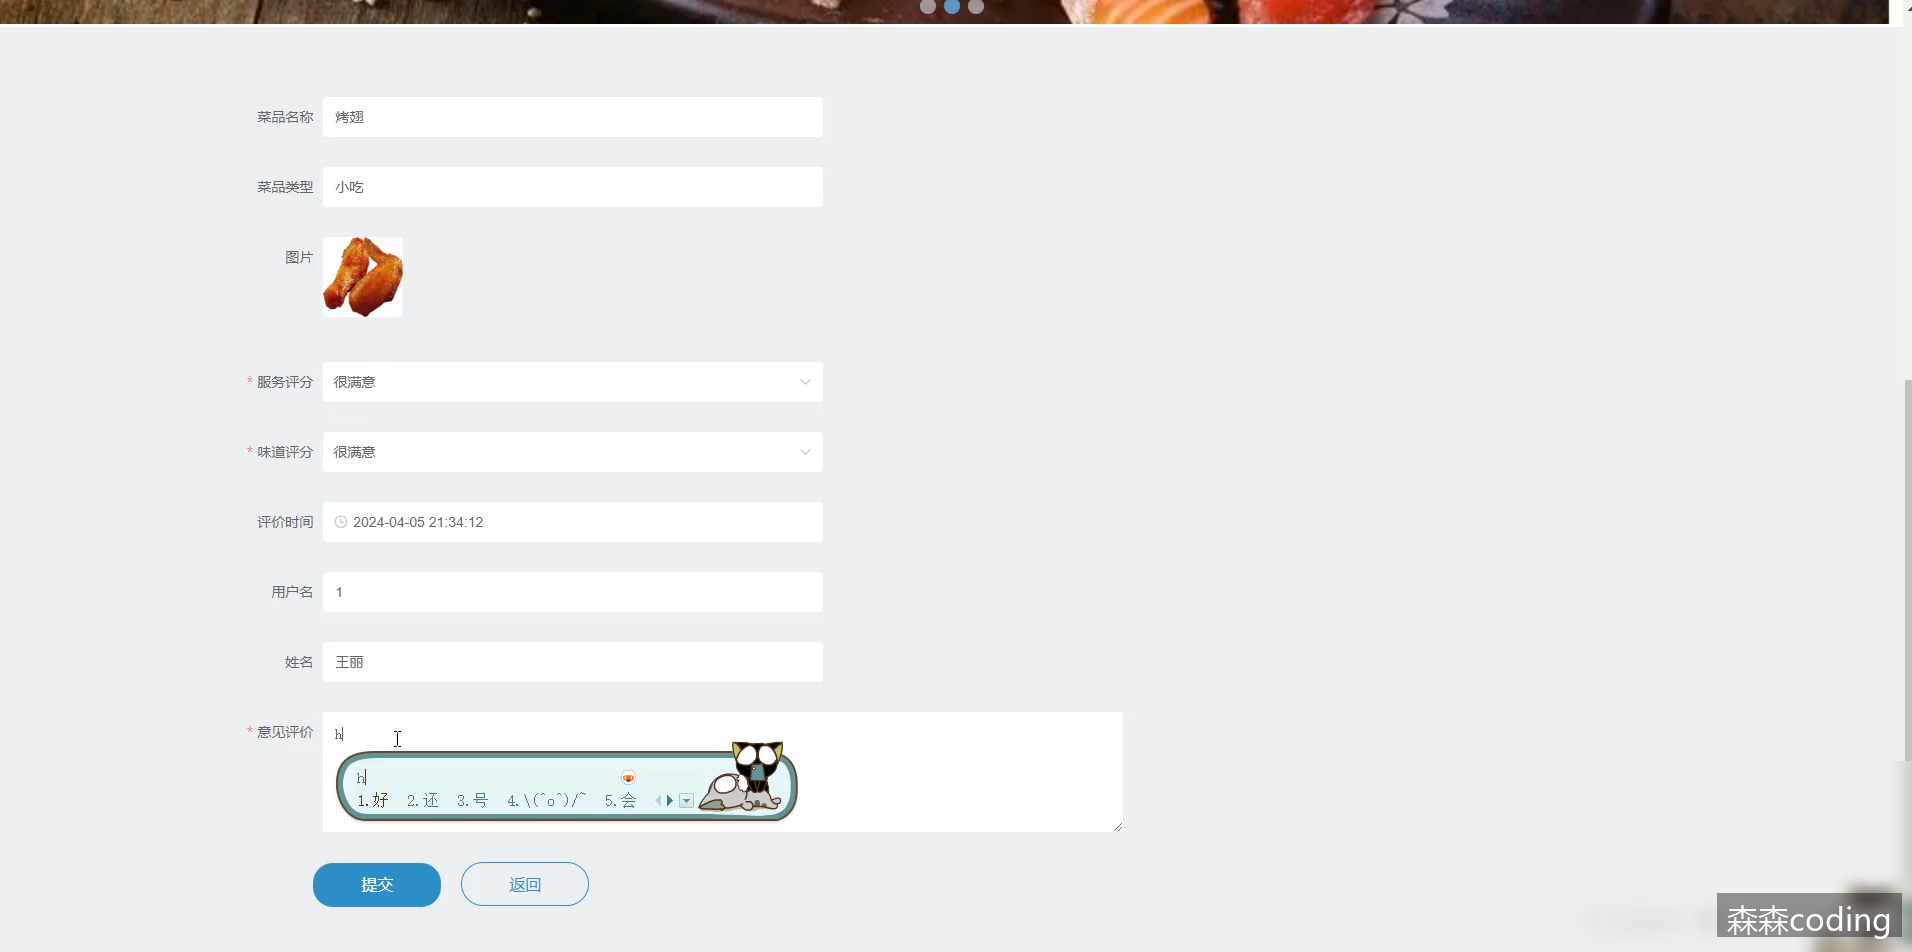 菜品名称 烤翅
菜品类型 小吃
图片
* 服务评分 很满意
* 味道评分 很满意
评价时间 2024-04-05 21:34:12
用户名 1
姓名 王丽
* 意见评价 h
h
1.好 2.还 3.号 4.\(ˆoˆ)/~ 5.会
提交 返回
森森coding